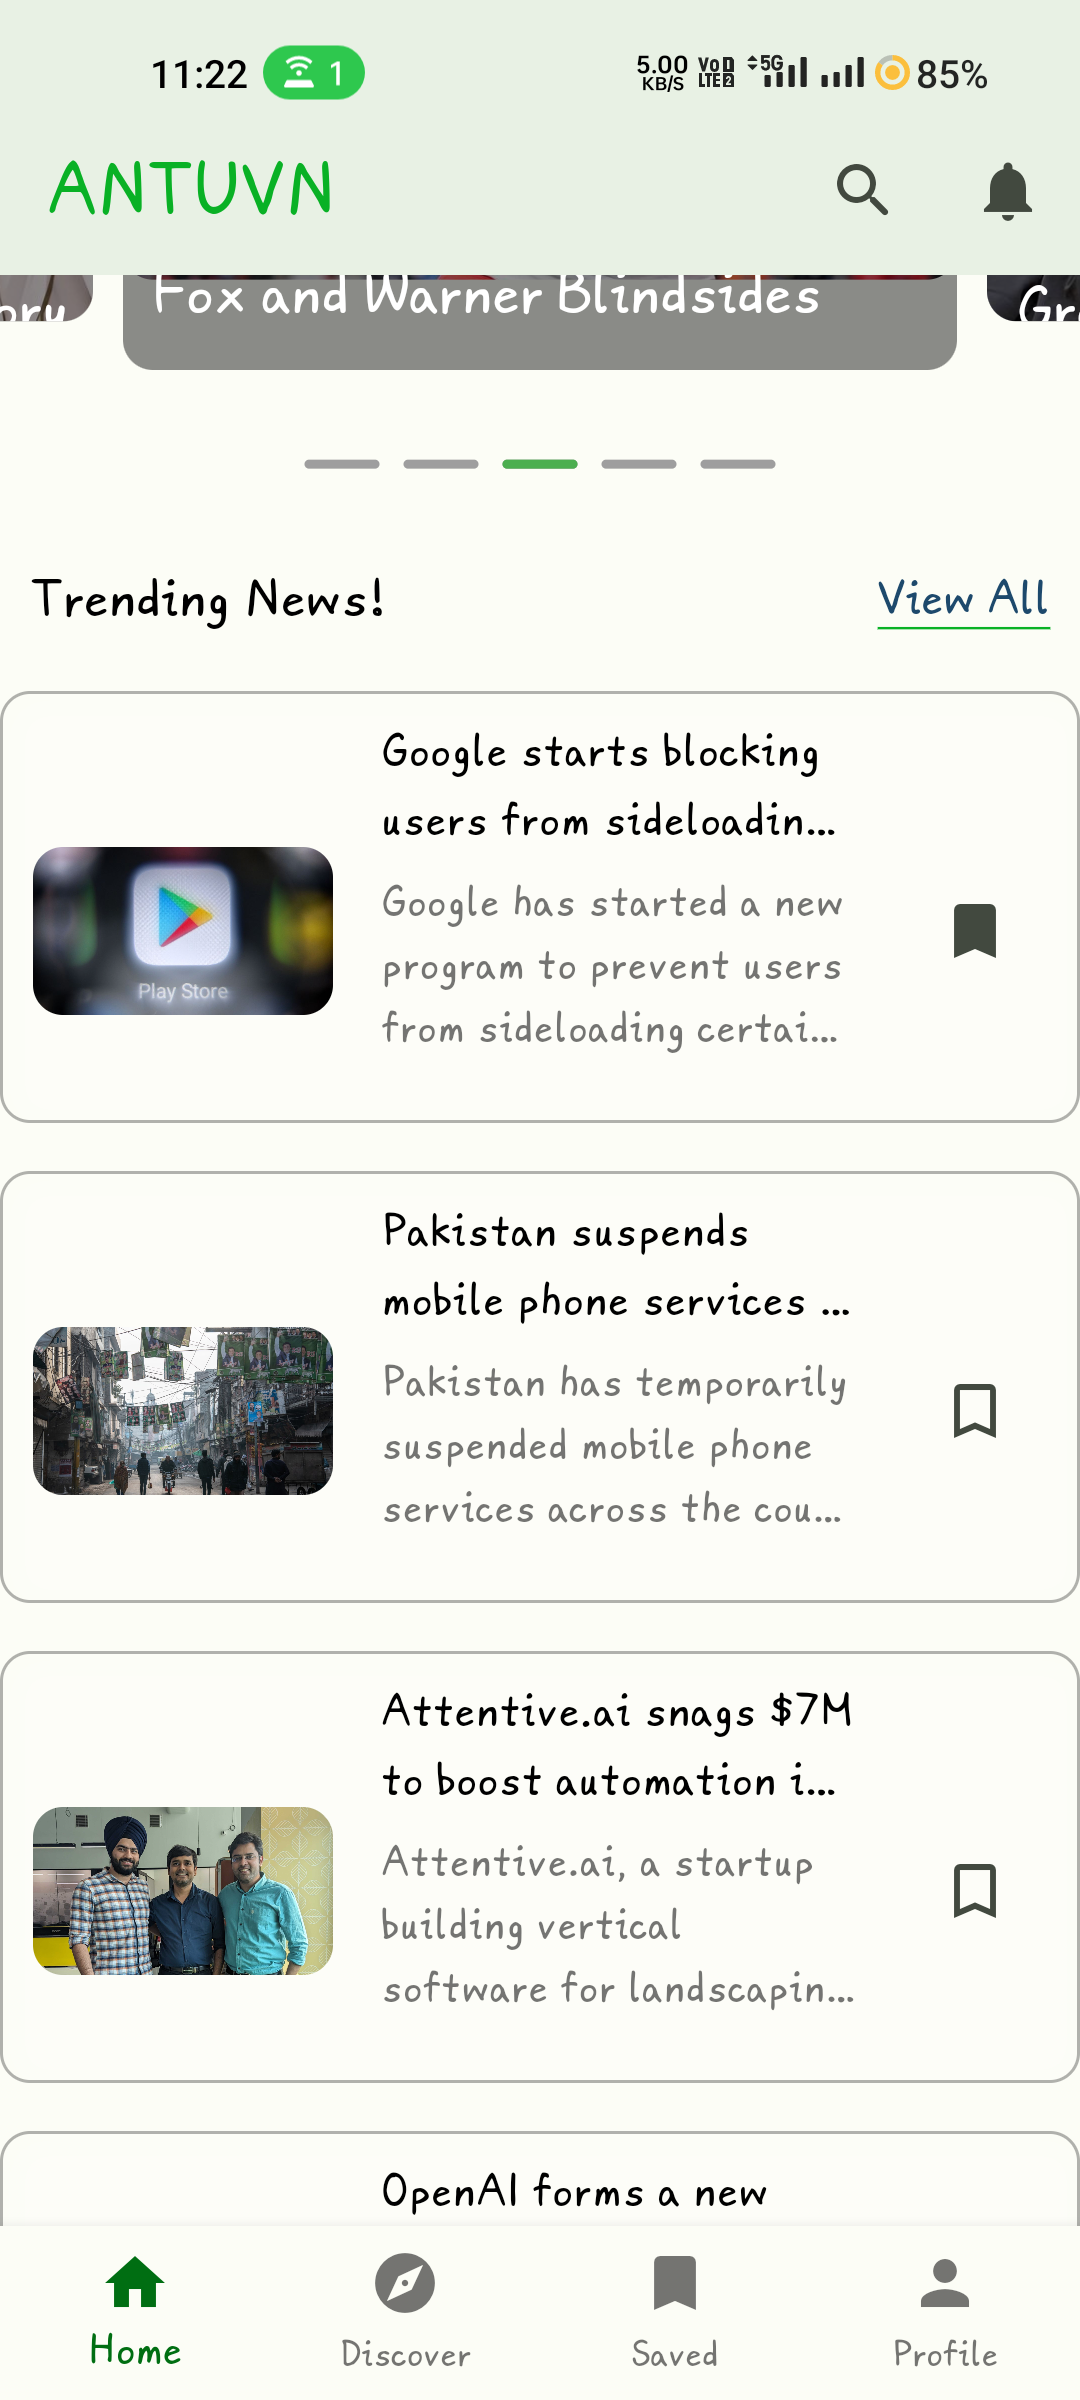 11:22
1
5.00
KB/S
VoD
LTE 2
5G
85%
ANTUVN
ory
Fox and Warner Blindsides
Gr
Trending News!
View All
Google starts blocking
users from sideloadin...
Google has started a new
program to prevent users
from sideloading certai...
Play Store
Pakistan suspends
mobile phone services ...
Pakistan has temporarily
suspended mobile phone
services across the cou...
Attentive.ai snags $7M
to boost automation i...
Attentive.ai, a startup
building vertical
software for landscapin...
OpenAI forms a new
Home
Discover
Saved
Profile